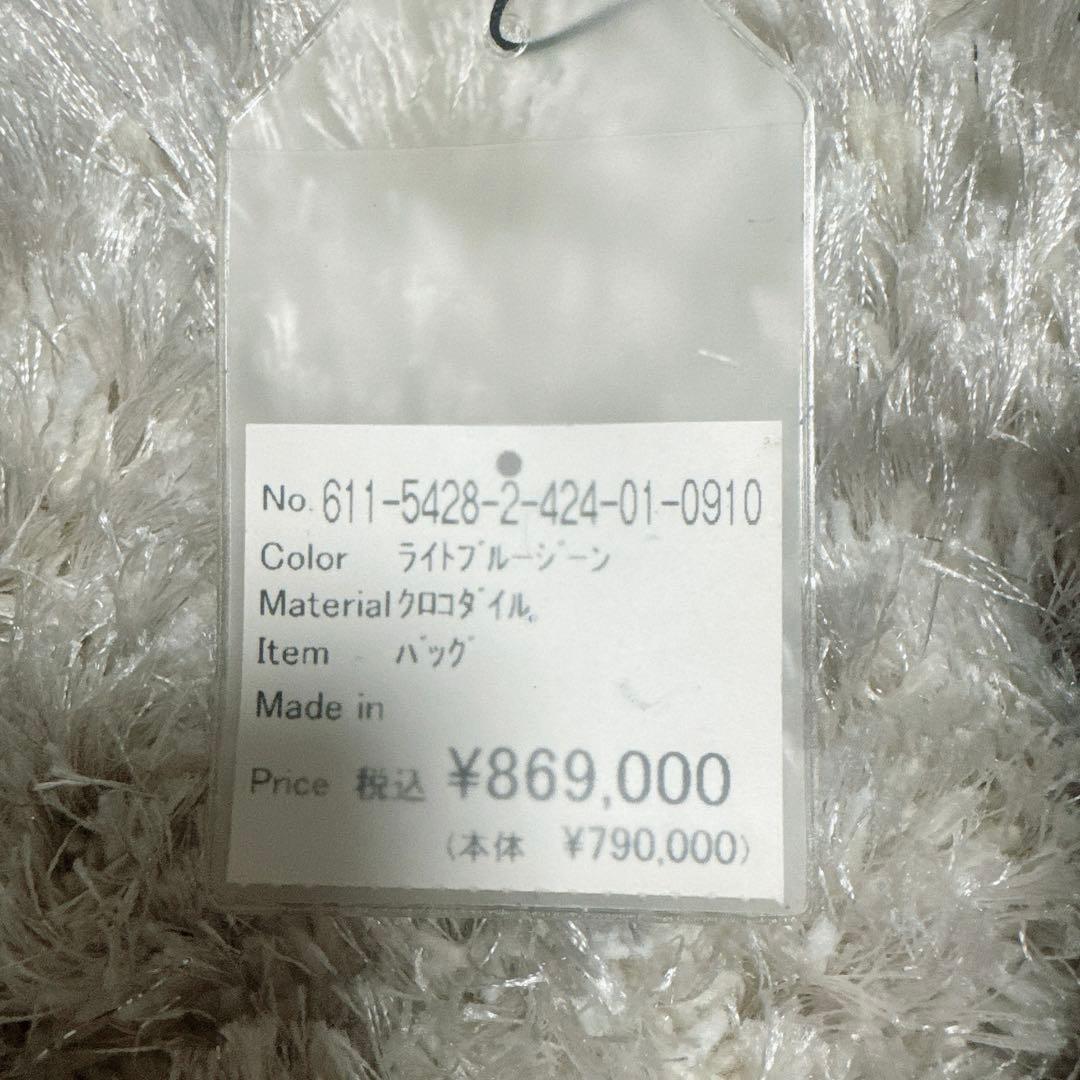 No. 611-5428-2-424-01-0910
Color ﾗｲﾄﾌﾞﾙｰｼﾞｰﾝ
Material ｸﾛｺﾀﾞｲﾙ｡
Item ﾊﾞｯｸﾞ
Made in
Price 税込 ¥869,000
(本体 ¥790,000)